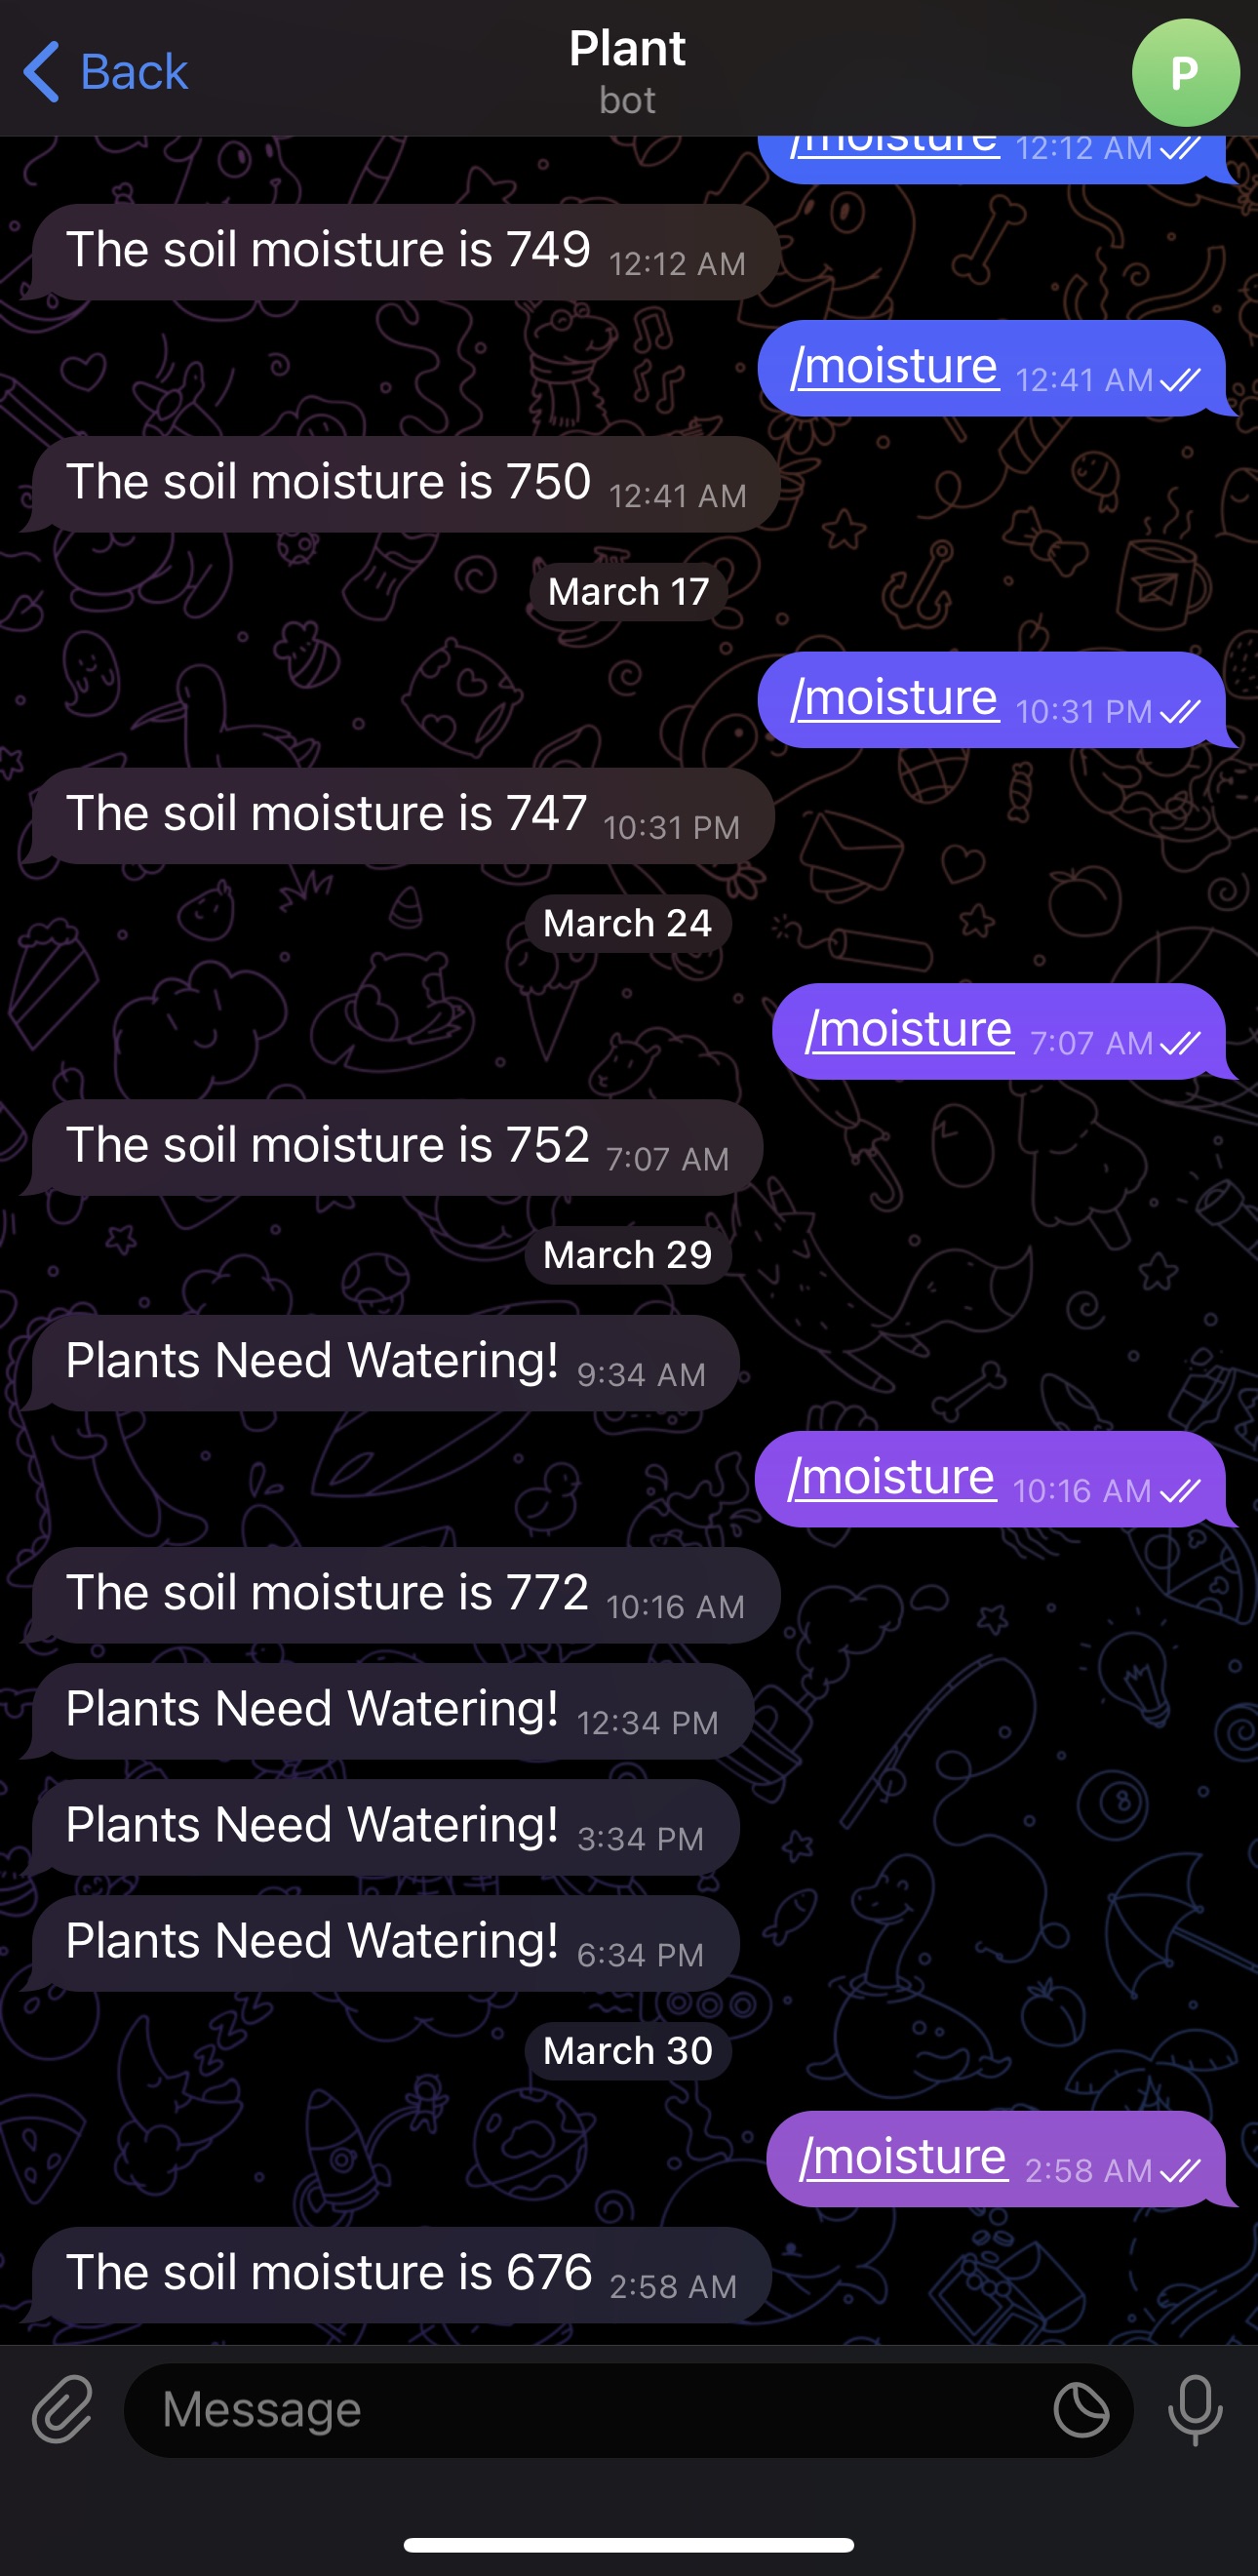 Back
Plant
bot
P
/moisture 12:12 AM
The soil moisture is 749 12:12 AM
/moisture 12:41 AM
The soil moisture is 750 12:41 AM
March 17
/moisture 10:31 PM
The soil moisture is 747 10:31 PM
March 24
/moisture 7:07 AM
The soil moisture is 752 7:07 AM
March 29
Plants Need Watering! 9:34 AM
/moisture 10:16 AM
The soil moisture is 772 10:16 AM
Plants Need Watering! 12:34 PM
Plants Need Watering! 3:34 PM
Plants Need Watering! 6:34 PM
March 30
/moisture 2:58 AM
The soil moisture is 676 2:58 AM
Message